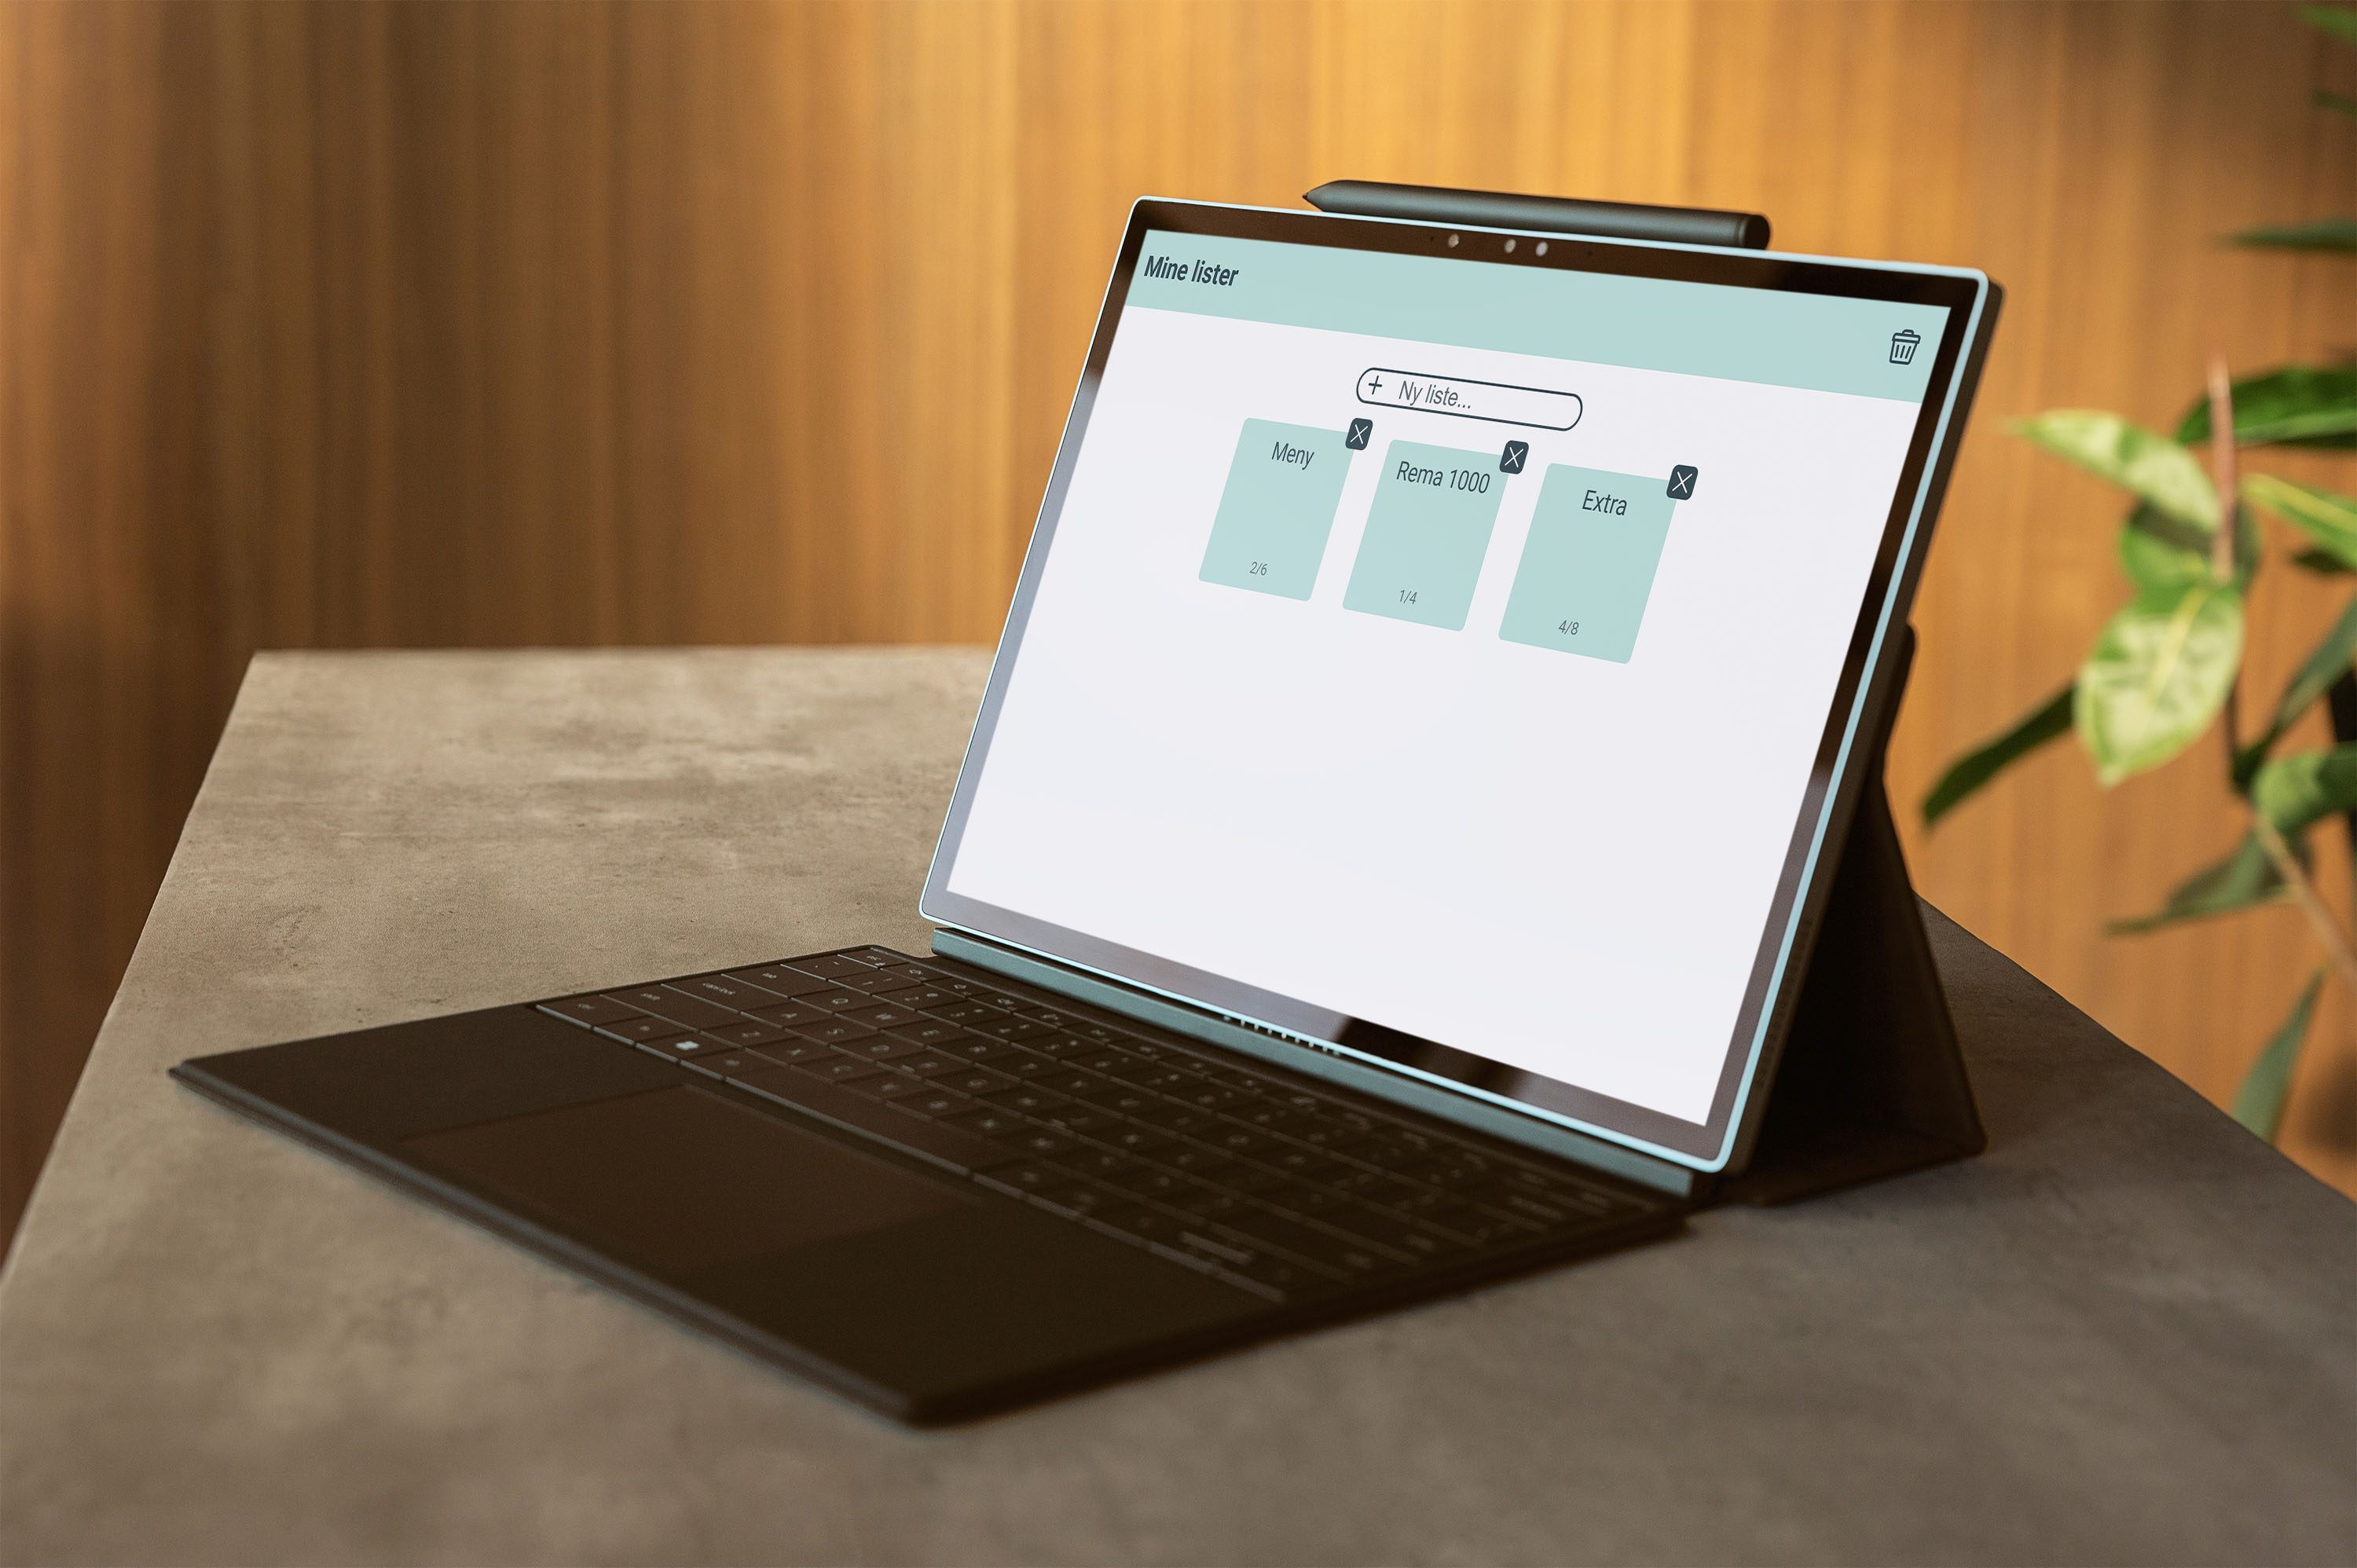 Mine lister
+ Ny liste...
Meny
Rema 1000
Extra
2/6
1/4
4/8